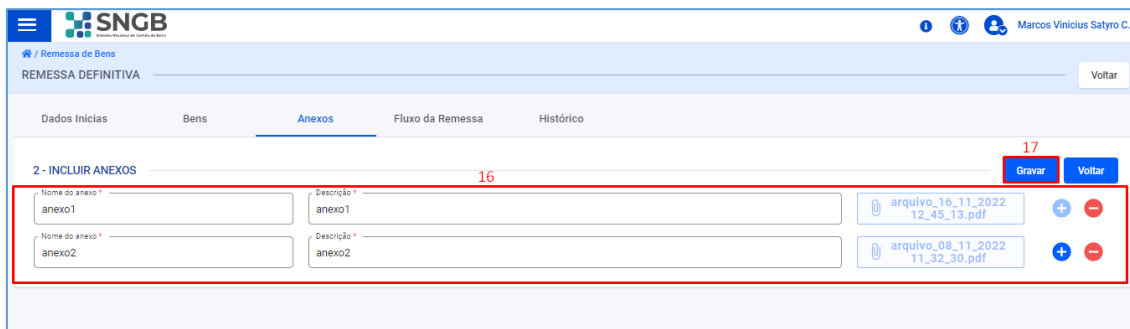 SNGB
Sistema Nacional de Gestão de Bens
Marcos Vinicius Satyro C.
/ Remessa de Bens
REMESSA DEFINITIVA
Voltar
Dados Inicias Bens Anexos Fluxo da Remessa Histórico
17
2 - INCLUIR ANEXOS
16
Gravar Voltar
Nome do anexo * Descrição *
anexo1 anexo1 arquivo_16_11_2022
12_45_13.pdf
Nome do anexo * Descrição *
anexo2 anexo2 arquivo_08_11_2022
11_32_30.pdf